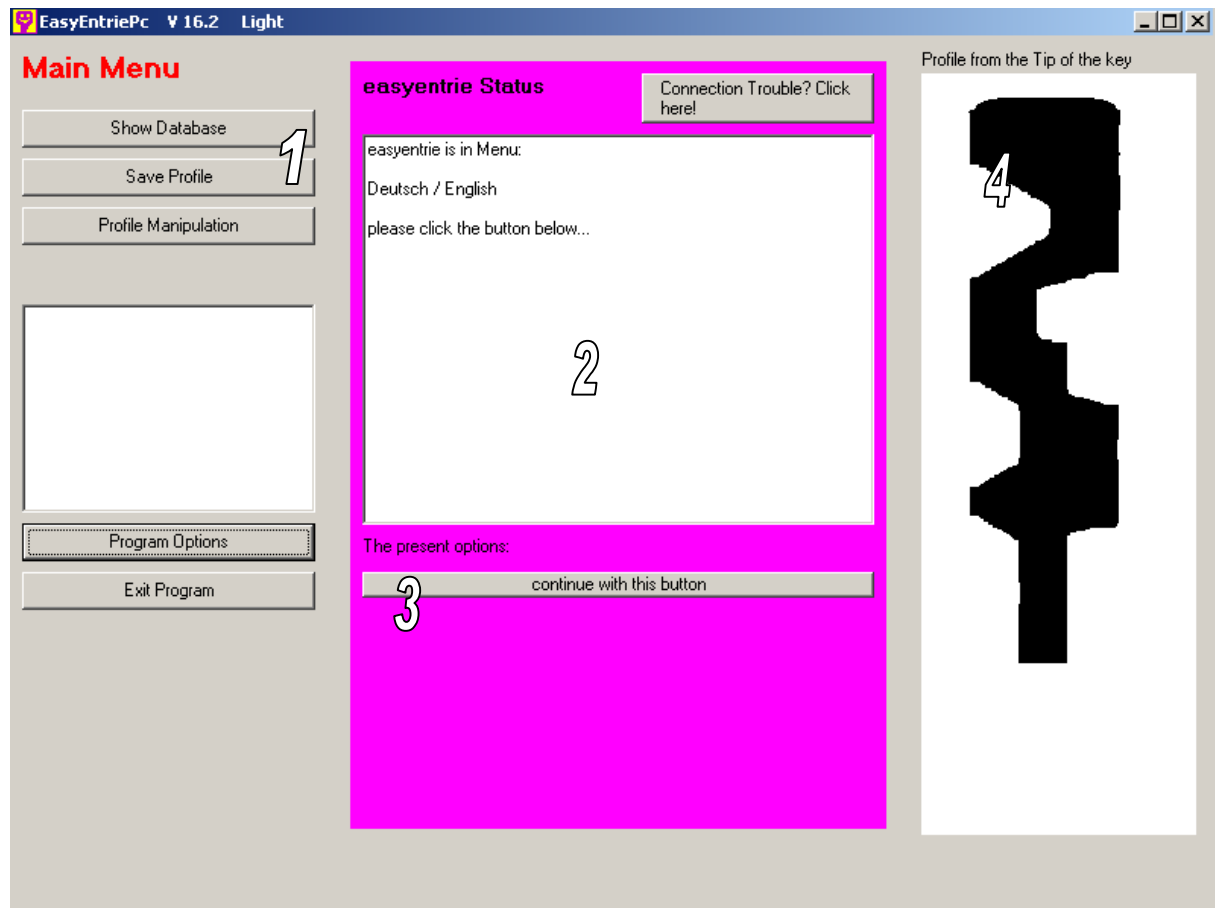 EasyEntriePc V 16.2 Light
Main Menu
Show Database
1
Save Profile
Profile Manipulation
Program Options
Exit Program
easyentrie Status
Connection Trouble? Click
here!
easyentrie is in Menu:
Deutsch / English
please click the button below...
2
The present options:
continue with this button
3
Profile from the Tip of the key
4